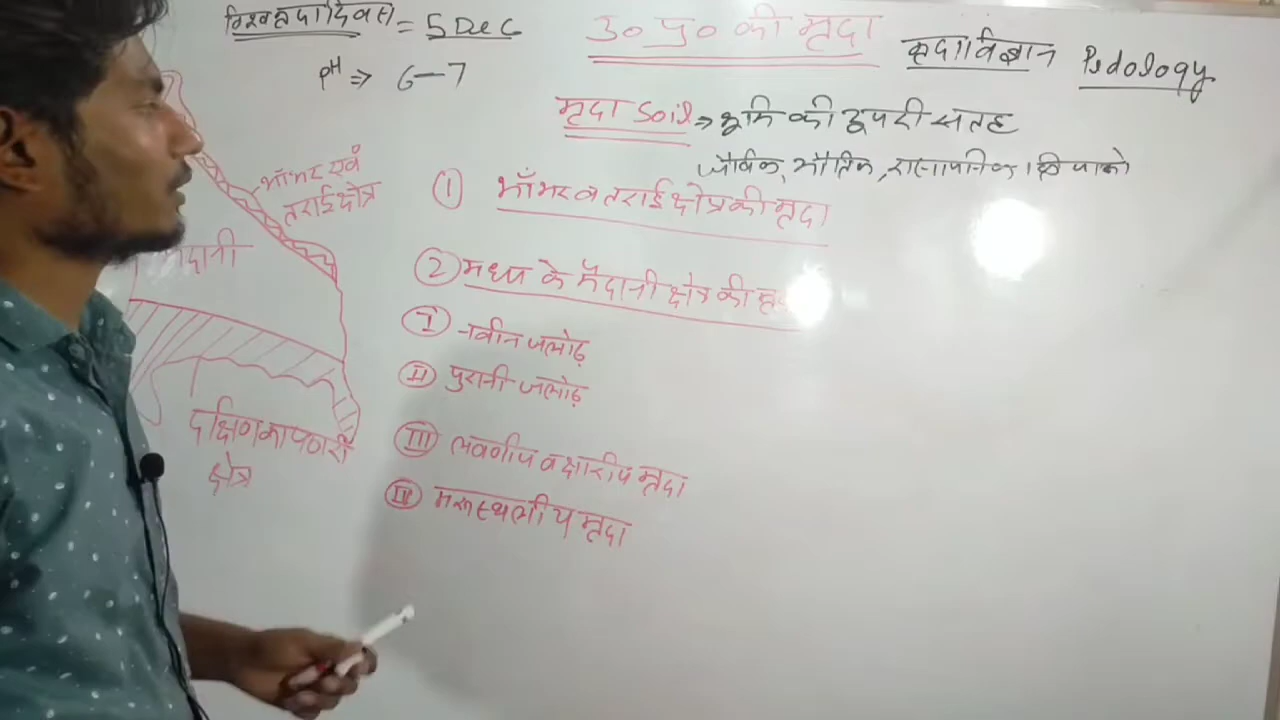 विश्व मृदा दिवस = 5 Dec
pH ⇒ 6–7
उ० प्र० की मृदा
मृदा विज्ञान Pedology
मृदा Soil ⇒ भूमि की ऊपरी सतह
जैविक, भौतिक, रासायनिक क्रियाओ
भाँभर एवं
तराई क्षेत्र
दक्षिण का पठारी
क्षेत्र
① भाँभर व तराई क्षेत्र की मृदा
② मध्य के मैदानी क्षेत्र की
I नवीन जलोढ़
II पुरानी जलोढ़
III लवणीय व क्षारीय मृदा
IV मरूस्थलीय मृदा